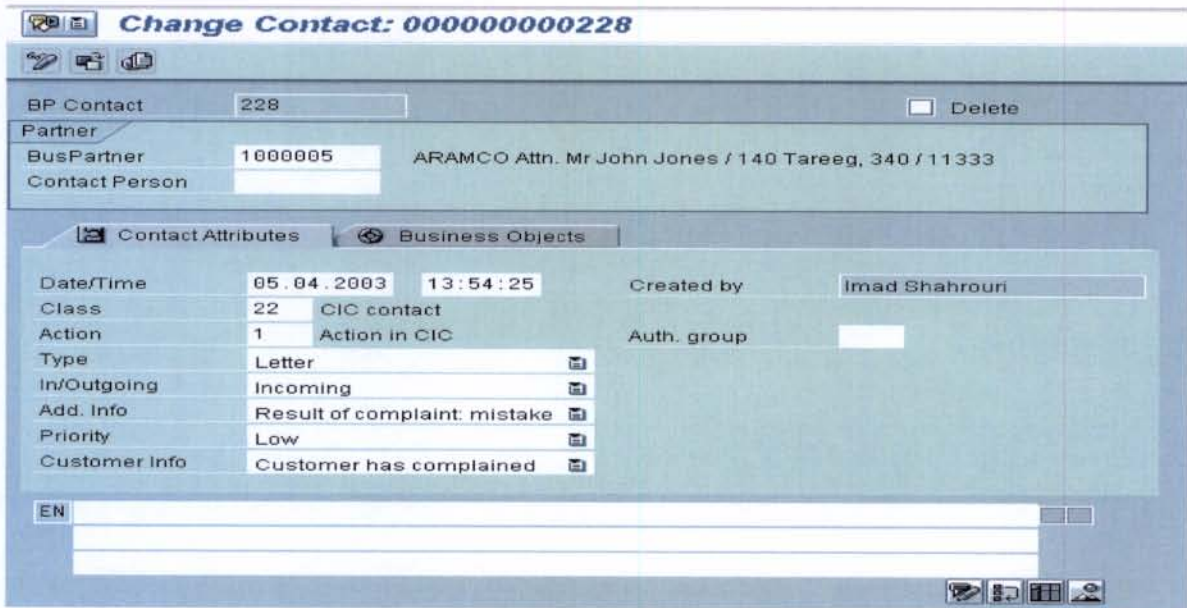 Change Contact: 000000000228
BP Contact 228 Delete
Partner
BusPartner 1000005 ARAMCO Attn. Mr John Jones / 140 Tareeg, 340 / 11333
Contact Person
Contact Attributes Business Objects
Date/Time 05.04.2003 13:54:25 Created by Imad Shahrouri
Class 22 CIC contact
Action 1 Action in CIC Auth. group
Type Letter
In/Outgoing Incoming
Add. Info Result of complaint: mistake
Priority Low
Customer Info Customer has complained
EN